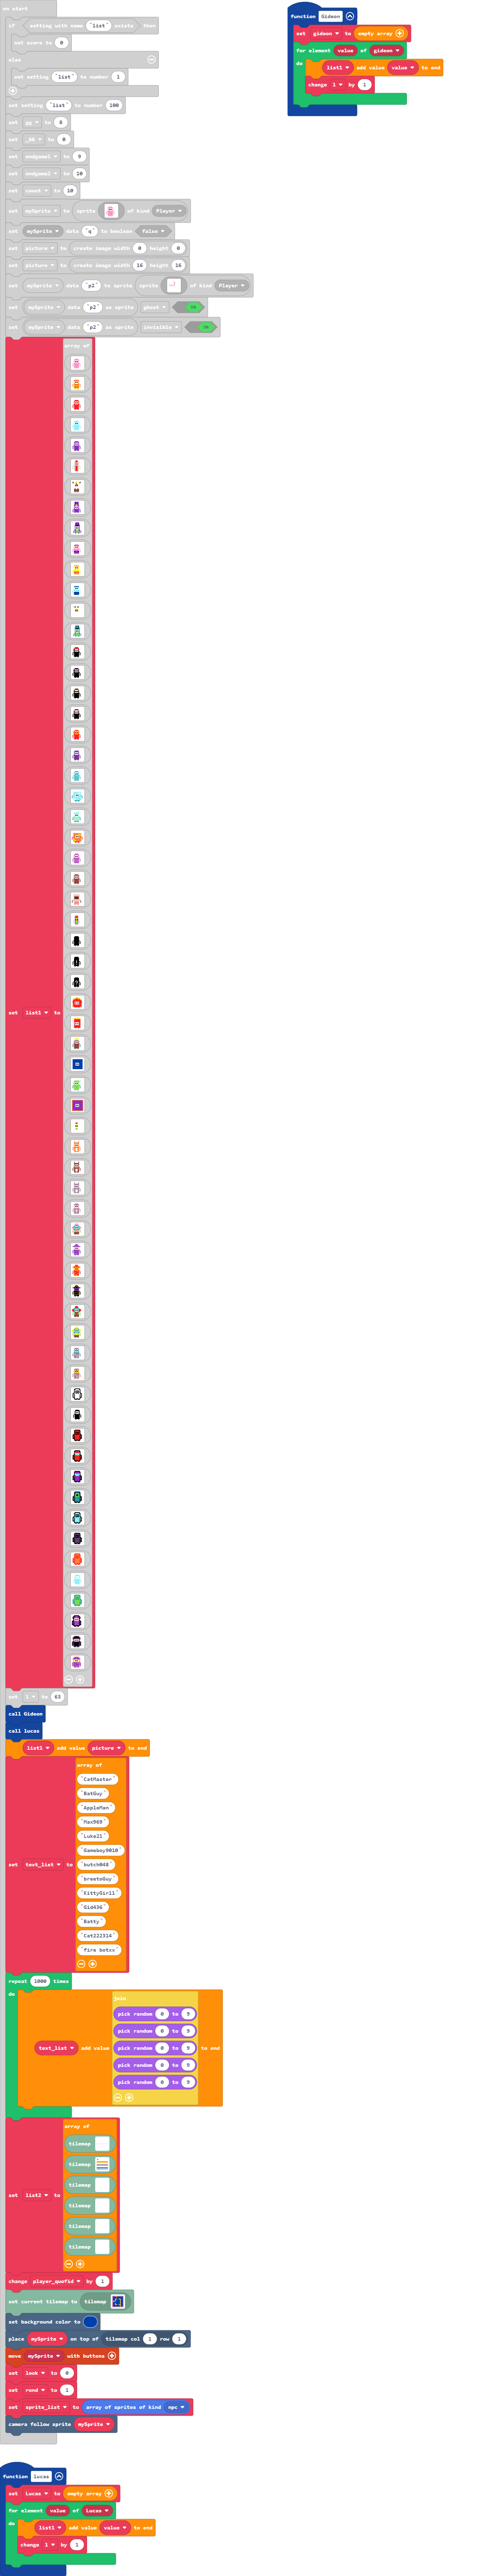 on start
if setting with name "list" exists then
set score to 0
else
set setting "list" to number 1
set setting "list" to number 100
set gg to 8
set _66 to 0
set endgame1 to 9
set endgame1 to 10
set count to 10
set mySprite to sprite of kind Player
set mySprite data "q" to boolean false
set picture to create image width 0 height 0
set picture to create image width 16 height 16
set mySprite data "p2" to sprite sprite of kind Player
set mySprite data "p2" as sprite ghost ON
set mySprite data "p2" as sprite invisible ON
set list1 to array of
set l to 63
call Gideon
call lucas
list1 add value picture to end
set text_list to array of
"CatMaster"
"BatGuy"
"AppleMan"
"Max969"
"Luke21"
"Gameboy9010"
"butch048"
"breetoGuy"
"KittyGirl1"
"Gid436"
"Batty"
"Cat222314"
"fire botxx"
repeat 1000 times
do text_list add value join to end
pick random 0 to 9
pick random 0 to 9
pick random 0 to 9
pick random 0 to 9
pick random 0 to 9
set list2 to array of
tilemap
tilemap
tilemap
tilemap
tilemap
tilemap
change player_quofid by 1
set current tilemap to tilemap
set background color to
place mySprite on top of tilemap col 1 row 1
move mySprite with buttons
set look to 0
set rond to 1
set sprite_list to array of sprites of kind npc
camera follow sprite mySprite
function lucas
set Lucas to empty array
for element value of Lucas
do list1 add value value to end
change l by 1
function Gideon
set gideon to empty array
for element value of gideon
do list1 add value value to end
change l by 1